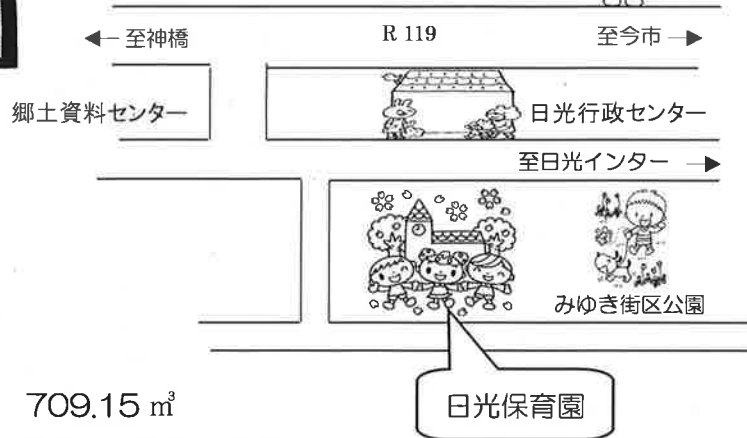 至神橋
R 119
至今市
郷土資料センター
日光行政センター
至日光インター
みゆき街区公園
日光保育園
709.15 ㎥